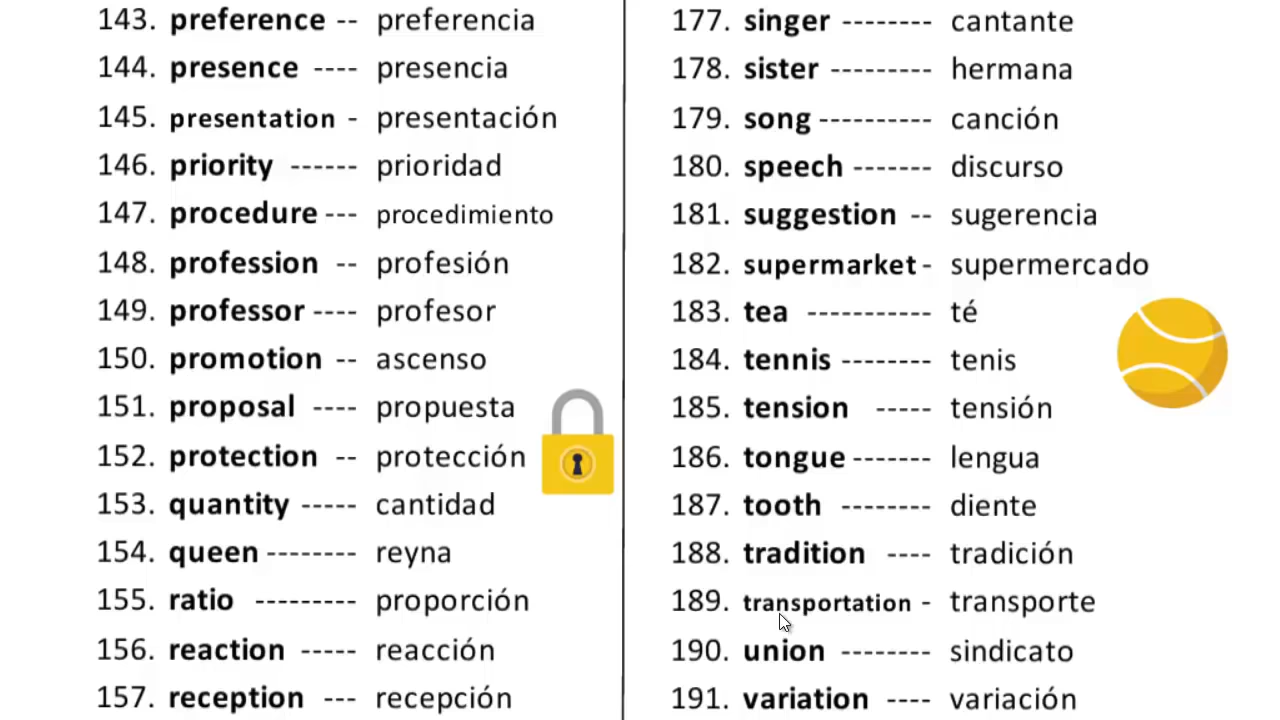 143. preference -- preferencia
144. presence ---- presencia
145. presentation - presentación
146. priority ------ prioridad
147. procedure --- procedimiento
148. profession -- profesión
149. professor ---- profesor
150. promotion -- ascenso
151. proposal ---- propuesta
152. protection -- protección
153. quantity ----- cantidad
154. queen -------- reyna
155. ratio --------- proporción
156. reaction ----- reacción
157. reception --- recepción
177. singer -------- cantante
178. sister --------- hermana
179. song ---------- canción
180. speech ------- discurso
181. suggestion -- sugerencia
182. supermarket - supermercado
183. tea ----------- té
184. tennis -------- tenis
185. tension ----- tensión
186. tongue ------- lengua
187. tooth -------- diente
188. tradition ---- tradición
189. transportation - transporte
190. union -------- sindicato
191. variation ---- variación